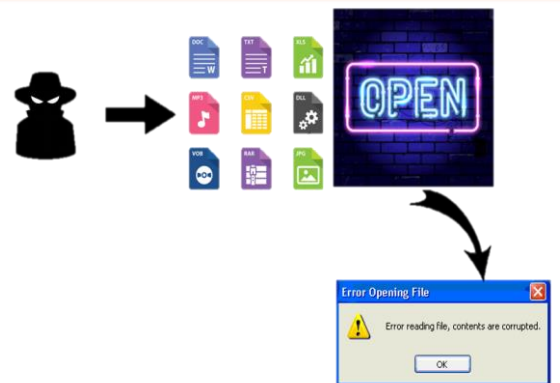 DOC
W
TXT
T
XLS
MP3
CSV
DLL
VOB
RAR
JPG
OPEN
Error Opening File
Error reading file, contents are corrupted.
OK